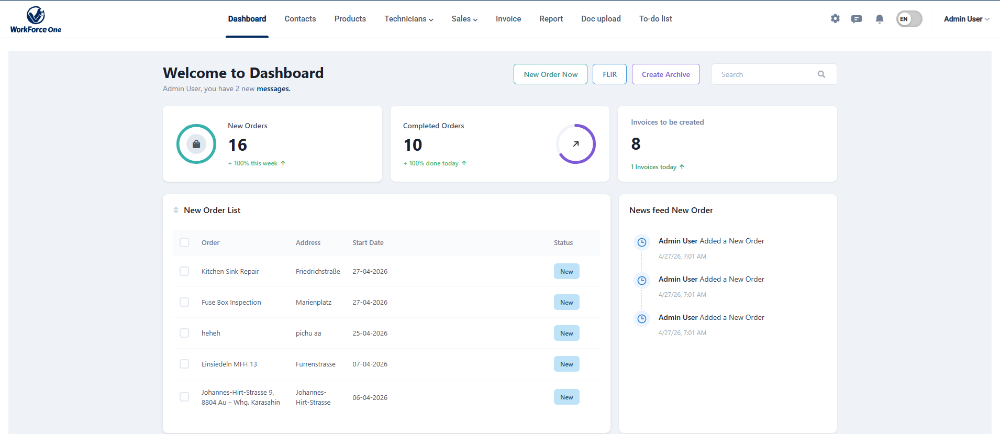 WorkForce One
Dashboard
Contacts
Products
Technicians
Sales
Invoice
Report
Doc upload
To-do list
EN
Admin User
Welcome to Dashboard
Admin User, you have 2 new messages.
New Order Now
FLIR
Create Archive
Search
New Orders
16
+ 100% this week
Completed Orders
10
+ 100% done today
Invoices to be created
8
1 Invoices today
New Order List
Order Address Start Date Status
Kitchen Sink Repair Friedrichstraße 27-04-2026 New
Fuse Box Inspection Marienplatz 27-04-2026 New
heheh pichu aa 25-04-2026 New
Einsiedeln MFH 13 Furrenstrasse 07-04-2026 New
Johannes-Hirt-Strasse 9,
8804 Au – Whg. Karasahin
Johannes-
Hirt-Strasse
06-04-2026
New
News feed New Order
Admin User Added a New Order
4/27/26, 7:01 AM
Admin User Added a New Order
4/27/26, 7:01 AM
Admin User Added a New Order
4/27/26, 7:01 AM